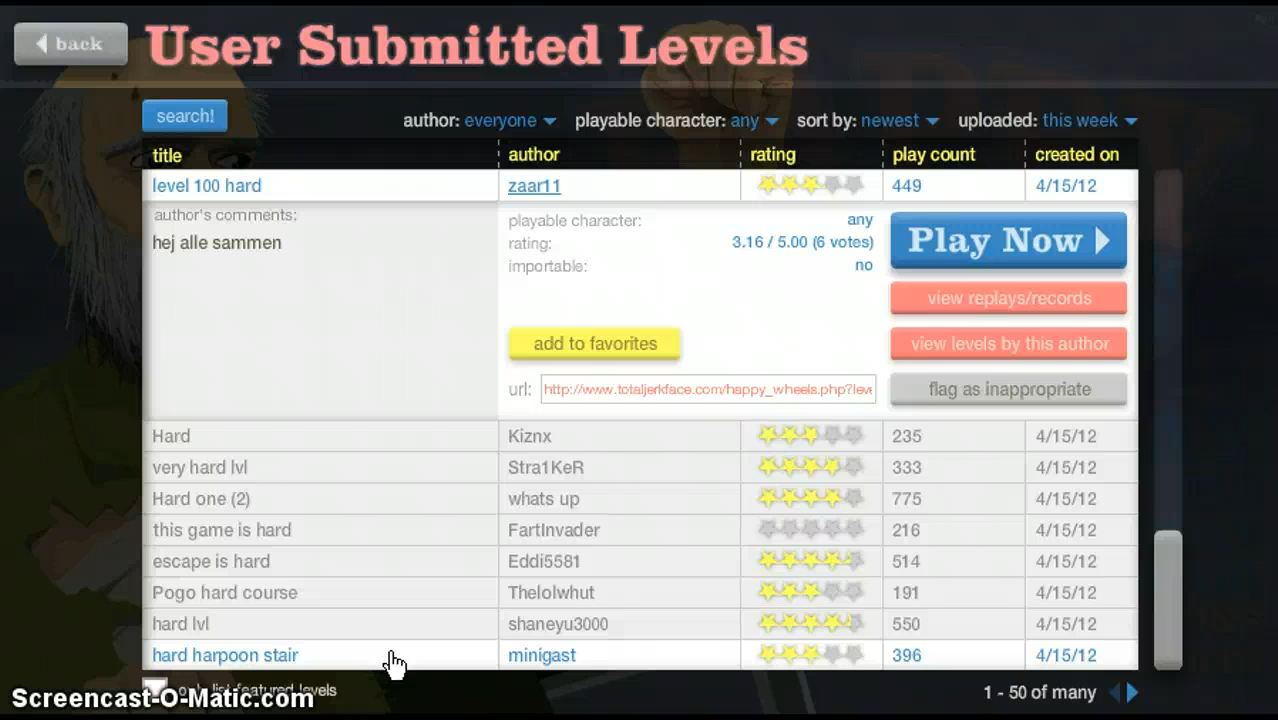 back
User Submitted Levels
search!
author: everyone playable character: any sort by: newest uploaded: this week
title author rating play count created on
level 100 hard zaar11 449 4/15/12
author's comments:
hej alle sammen
playable character: any
rating: 3.16 / 5.00 (6 votes)
importable: no
Play Now
view replays/records
add to favorites
view levels by this author
url: http://www.totaljerkface.com/happy_wheels.php?leve
flag as inappropriate
Hard Kiznx 235 4/15/12
very hard lvl Stra1KeR 333 4/15/12
Hard one (2) whats up 775 4/15/12
this game is hard FartInvader 216 4/15/12
escape is hard Eddi5581 514 4/15/12
Pogo hard course Thelolwhut 191 4/15/12
hard lvl shaneyu3000 550 4/15/12
hard harpoon stair minigast 396 4/15/12
only list featured levels
1 - 50 of many
Screencast-O-Matic.com